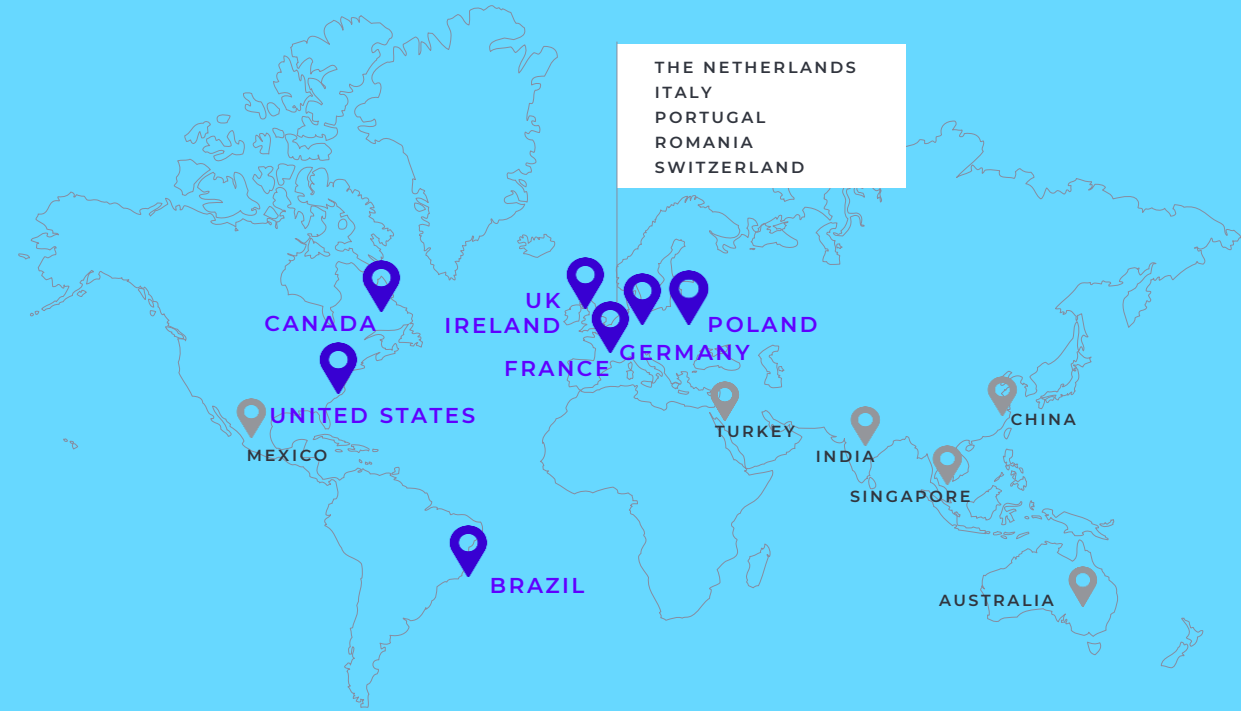 THE NETHERLANDS
ITALY
PORTUGAL
ROMANIA
SWITZERLAND
UK
IRELAND
CANADA
POLAND
GERMANY
FRANCE
UNITED STATES
MEXICO
TURKEY
INDIA
CHINA
SINGAPORE
BRAZIL
AUSTRALIA